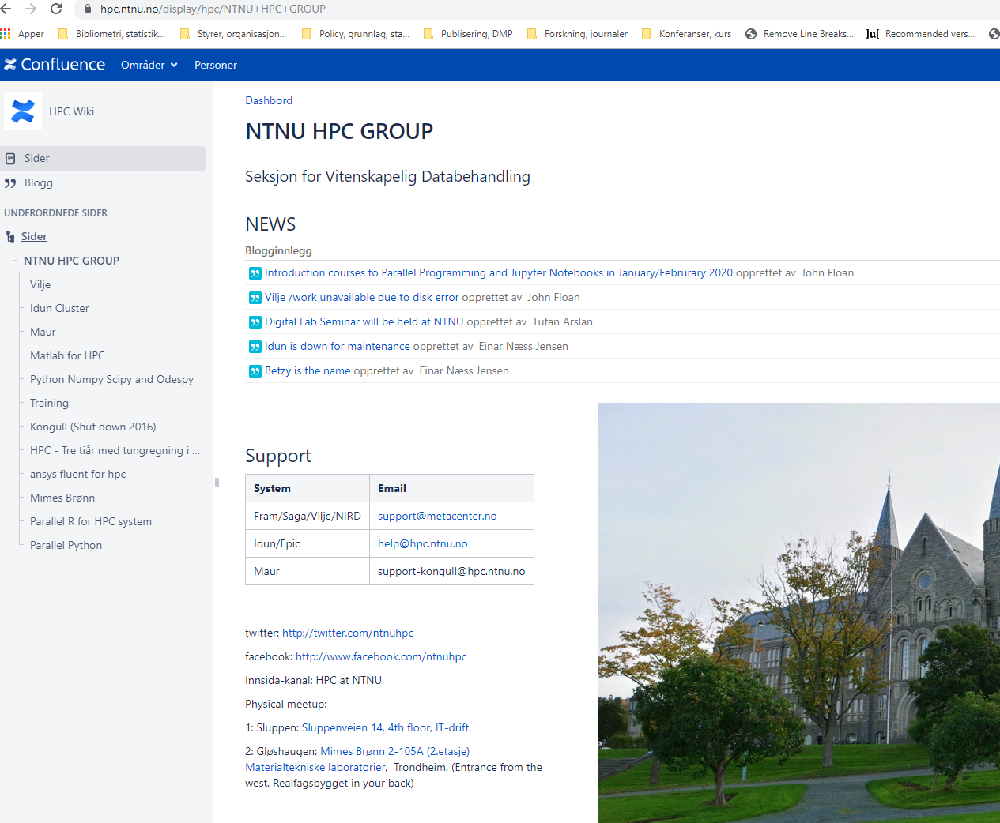 hpc.ntnu.no/display/hpc/NTNU+HPC+GROUP
Apper Bibliometri, statistik... Styrer, organisasjon... Policy, grunnlag, sta... Publisering, DMP Forskning, journaler Konferanser, kurs Remove Line Breaks... Recommended vers...
Confluence Områder Personer
HPC Wiki
Sider
Blogg
UNDERORDNEDE SIDER
Sider
NTNU HPC GROUP
Vilje
Idun Cluster
Maur
Matlab for HPC
Python Numpy Scipy and Odespy
Training
Kongull (Shut down 2016)
HPC - Tre tiår med tungregning i ...
ansys fluent for hpc
Mimes Brønn
Parallel R for HPC system
Parallel Python
Dashbord
NTNU HPC GROUP
Seksjon for Vitenskapelig Databehandling
NEWS
Blogginnlegg
Introduction courses to Parallel Programming and Jupyter Notebooks in January/Februrary 2020 opprettet av John Floan
Vilje /work unavailable due to disk error opprettet av John Floan
Digital Lab Seminar will be held at NTNU opprettet av Tufan Arslan
Idun is down for maintenance opprettet av Einar Næss Jensen
Betzy is the name opprettet av Einar Næss Jensen
Support
System Email
Fram/Saga/Vilje/NIRD support@metacenter.no
Idun/Epic help@hpc.ntnu.no
Maur support-kongull@hpc.ntnu.no
twitter: http://twitter.com/ntnuhpc
facebook: http://www.facebook.com/ntnuhpc
Innsida-kanal: HPC at NTNU
Physical meetup:
1: Sluppen: Sluppenveien 14, 4th floor, IT-drift.
2: Gløshaugen: Mimes Brønn 2-105A (2.etasje)
Materialtekniske laboratorier, Trondheim. (Entrance from the
west. Realfagsbygget in your back)